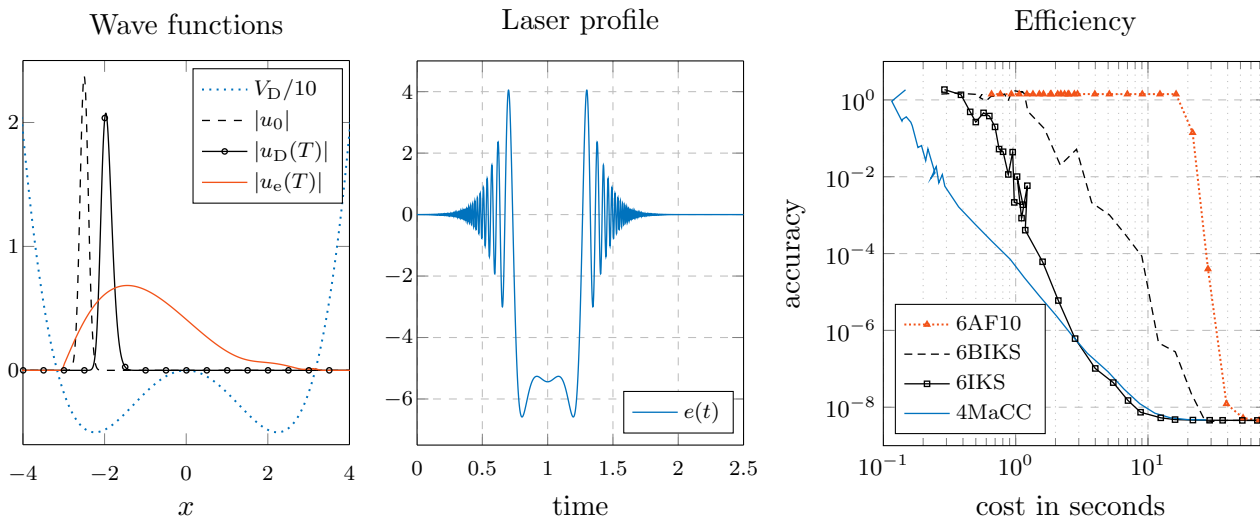 Wave functions
V_D/10
|u_0|
|u_D(T)|
|u_e(T)|
2
1
0
−4
−2
0
2
4
x
Laser profile
4
2
0
−2
−4
−6
e(t)
0
0.5
1
1.5
2
2.5
time
Efficiency
10^0
10^−2
10^−4
10^−6
10^−8
accuracy
6AF10
6BIKS
6IKS
4MaCC
10^−1
10^0
10^1
cost in seconds